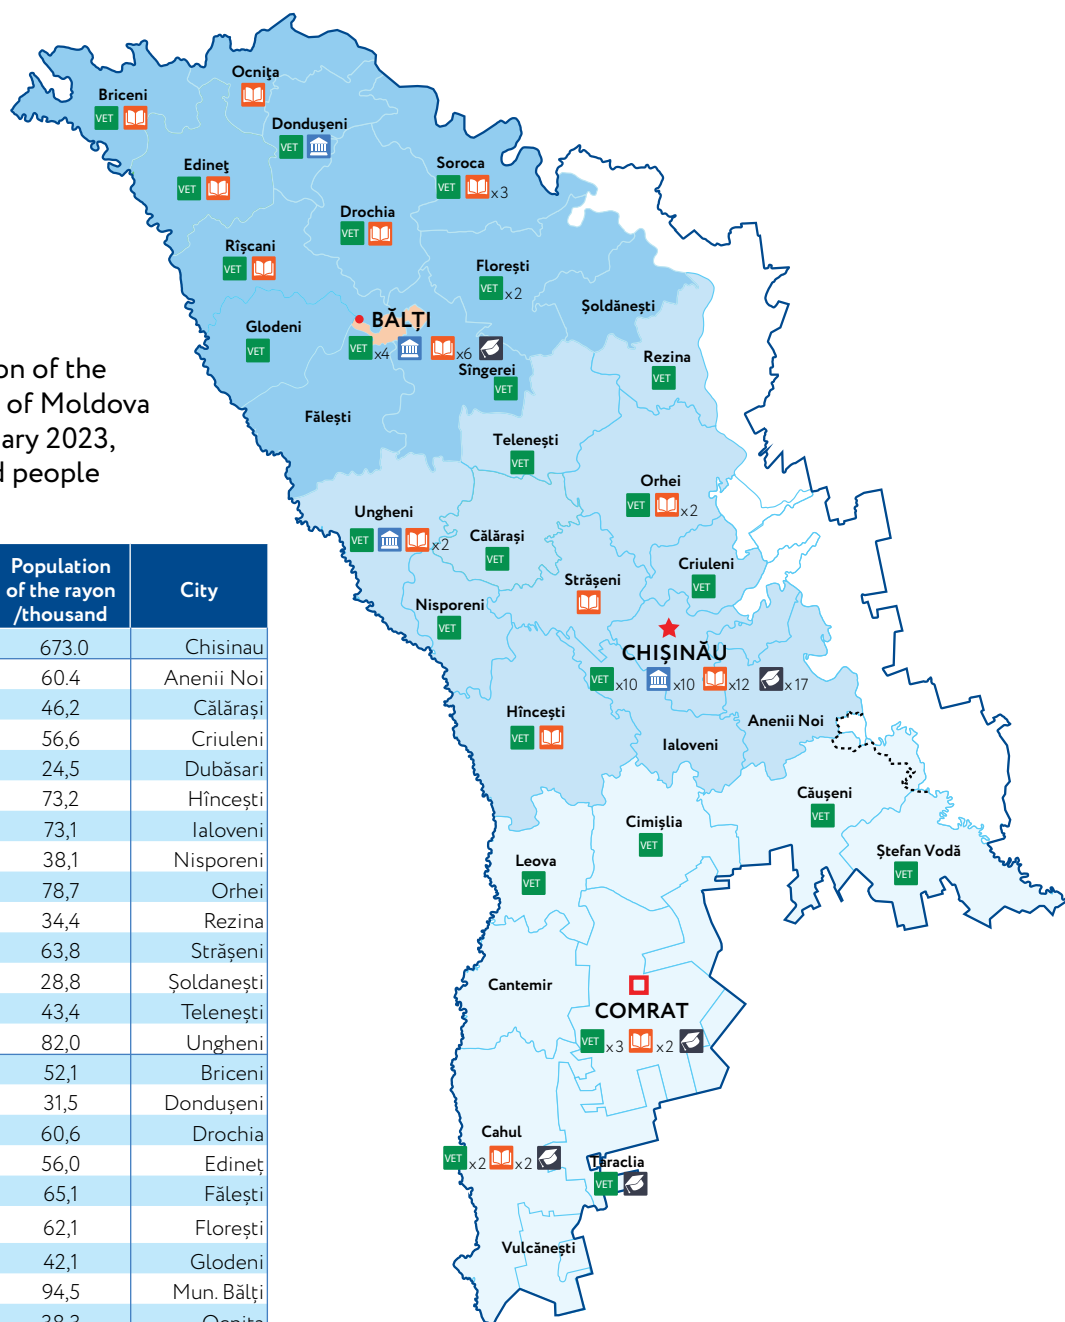 Ocniţa
Briceni
VET
Dondușeni
VET
Edineţ
VET
Soroca
VET x3
Drochia
VET
Rîșcani
VET
Florești
VET x2
Șoldănești
Glodeni
VET
BĂLȚI
VET x4 x6
Sîngerei
VET
Rezina
VET
Fălești
on of the
of Moldova
ary 2023,
d people
Telenești
VET
Orhei
VET x2
Ungheni
VET x2
Călărași
VET
Criuleni
VET
Strășeni
Nisporeni
VET
CHIȘINĂU
VET x10 x10 x12 x17
Hîncești
VET
Anenii Noi
Ialoveni
Căușeni
VET
Cimișlia
VET
Leova
VET
Ștefan Vodă
VET
Cantemir
COMRAT
VET x3 x2
Cahul
VET x2 x2
Taraclia
VET
Vulcănești
Population
of the rayon
/thousand
City
673.0 Chisinau
60.4 Anenii Noi
46,2 Călărași
56,6 Criuleni
24,5 Dubăsari
73,2 Hîncești
73,1 Ialoveni
38,1 Nisporeni
78,7 Orhei
34,4 Rezina
63,8 Strășeni
28,8 Șoldanești
43,4 Telenești
82,0 Ungheni
52,1 Briceni
31,5 Dondușeni
60,6 Drochia
56,0 Edineț
65,1 Fălești
62,1 Florești
42,1 Glodeni
94,5 Mun. Bălți
38,3 Ocnița